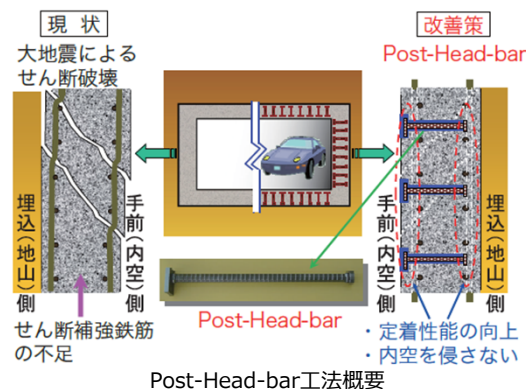 現 状
大地震による
せん断破壊
埋込(地山)側
手前(内空)側
せん断補強鉄筋
の不足
Post-Head-bar
改善策
Post-Head-bar
手前(内空)側
埋込(地山)側
・定着性能の向上
・内空を侵さない
Post-Head-bar工法概要